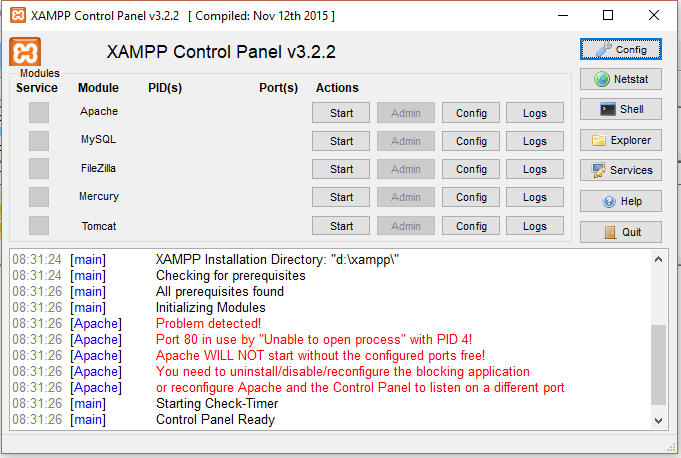 XAMPP Control Panel v3.2.2 [ Compiled: Nov 12th 2015 ]
XAMPP Control Panel v3.2.2
Config
Modules
Service Module PID(s) Port(s) Actions
Netstat
Apache Start Admin Config Logs
Shell
MySQL Start Admin Config Logs
Explorer
FileZilla Start Admin Config Logs
Services
Mercury Start Admin Config Logs
Help
Tomcat Start Admin Config Logs
Quit
08:31:24 [main] XAMPP Installation Directory: "d:\xampp\"
08:31:24 [main] Checking for prerequisites
08:31:26 [main] All prerequisites found
08:31:26 [main] Initializing Modules
08:31:26 [Apache] Problem detected!
08:31:26 [Apache] Port 80 in use by "Unable to open process" with PID 4!
08:31:26 [Apache] Apache WILL NOT start without the configured ports free!
08:31:26 [Apache] You need to uninstall/disable/reconfigure the blocking application
08:31:26 [Apache] or reconfigure Apache and the Control Panel to listen on a different port
08:31:26 [main] Starting Check-Timer
08:31:26 [main] Control Panel Ready